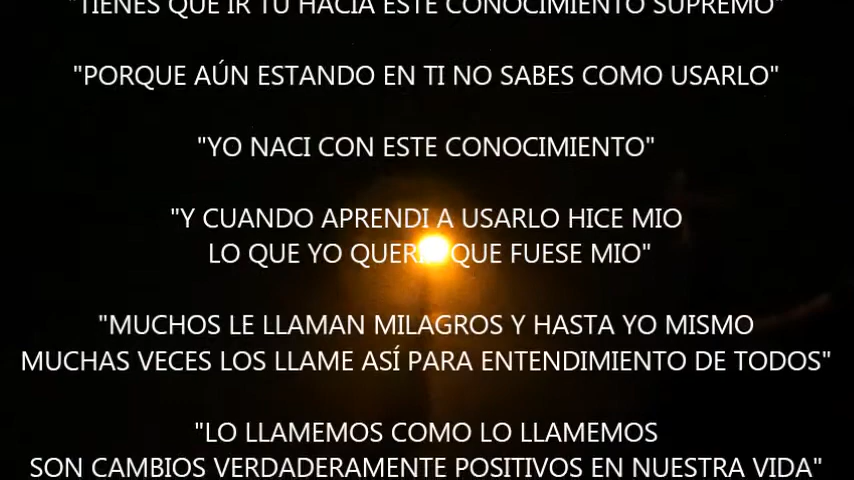 "TIENES QUE IR TÚ HACIA ESTE CONOCIMIENTO SUPREMO"
"PORQUE AÚN ESTANDO EN TI NO SABES COMO USARLO"
"YO NACI CON ESTE CONOCIMIENTO"
"Y CUANDO APRENDI A USARLO HICE MIO
LO QUE YO QUERIA QUE FUESE MIO"
"MUCHOS LE LLAMAN MILAGROS Y HASTA YO MISMO
MUCHAS VECES LOS LLAME ASÍ PARA ENTENDIMIENTO DE TODOS"
"LO LLAMEMOS COMO LO LLAMEMOS
SON CAMBIOS VERDADERAMENTE POSITIVOS EN NUESTRA VIDA"